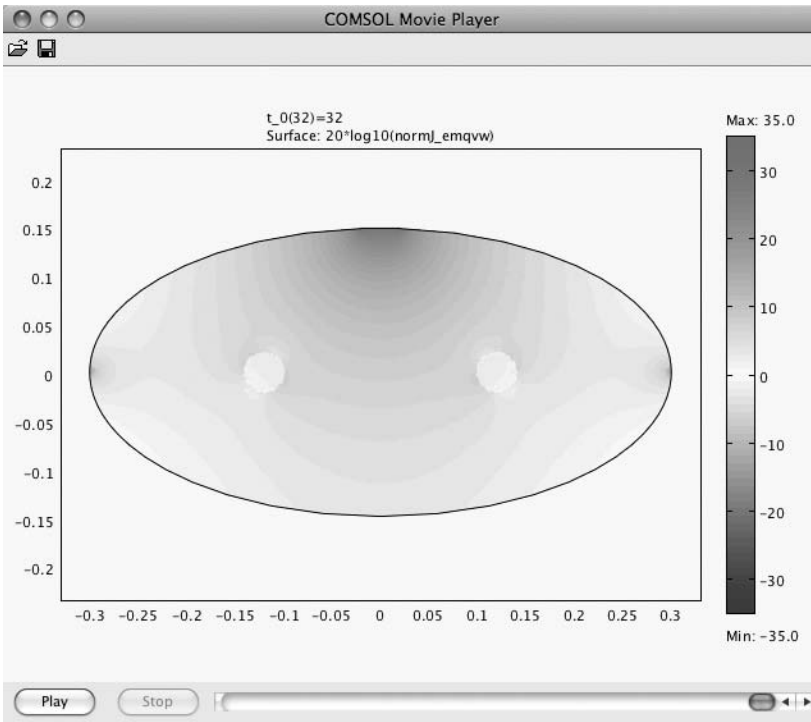 COMSOL Movie Player
t_0(32)=32
Surface: 20*log10(normJ_emqvw)
Max: 35.0
30
20
10
0
-10
-20
-30
Min: -35.0
0.2
0.15
0.1
0.05
0
-0.05
-0.1
-0.15
-0.2
-0.3 -0.25 -0.2 -0.15 -0.1 -0.05 0 0.05 0.1 0.15 0.2 0.25 0.3
Play Stop